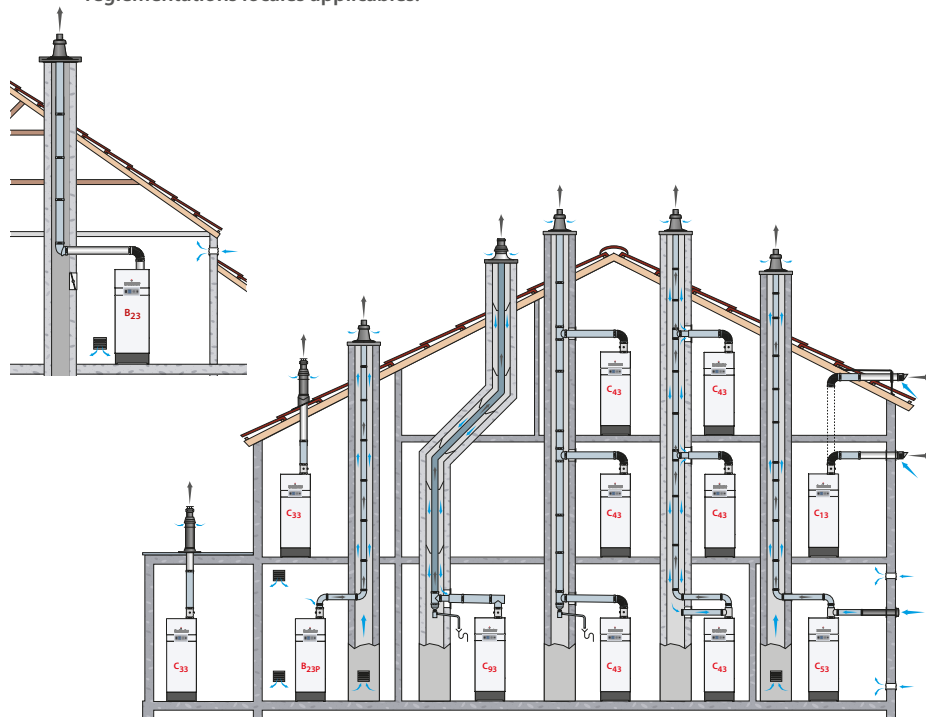 réglementations locales applicables.
B23
C43
C43
C33
C43
C43
C13
C33
B23P
C93
C43
C43
C53